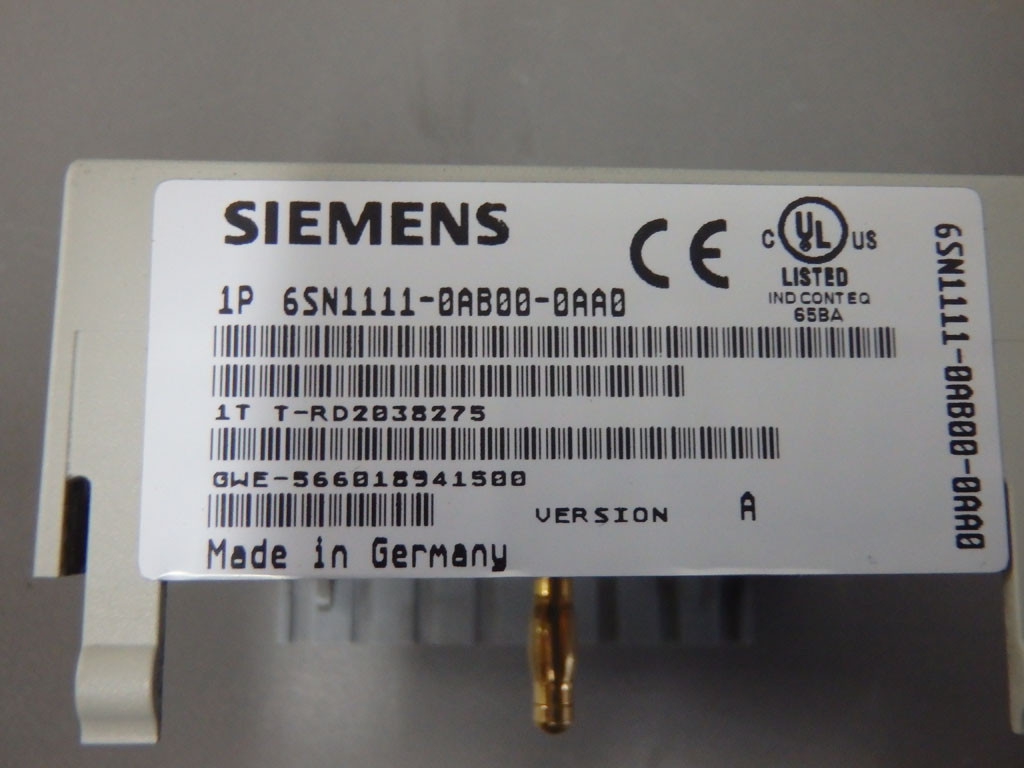 SIEMENS
CE
C UL US
LISTED
IND CONT EQ
65BA
1P 6SN1111-0AB00-0AA0
1T T-RD2038275
GWE-566018941500
VERSION A
Made in Germany
6SN1111-0AB00-0AA0